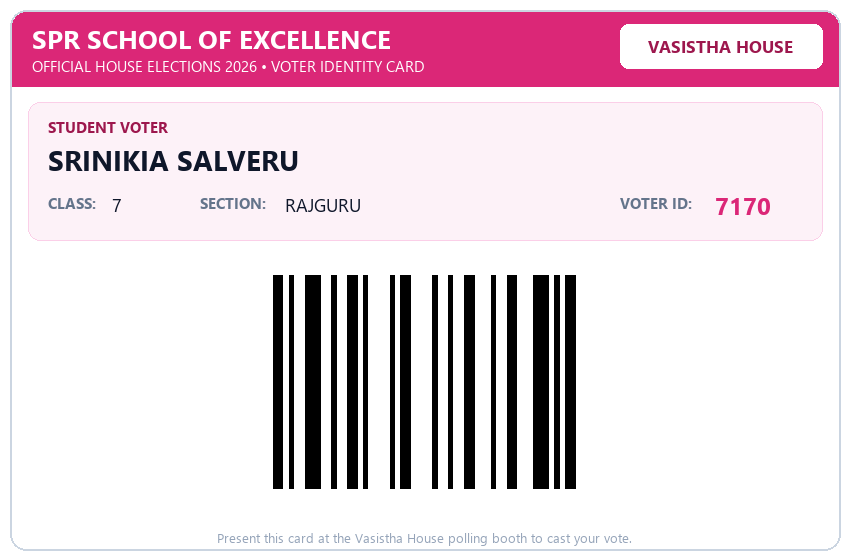 SPR SCHOOL OF EXCELLENCE
OFFICIAL HOUSE ELECTIONS 2026 • VOTER IDENTITY CARD
VASISTHA HOUSE
STUDENT VOTER
SRINIKIA SALVERU
CLASS: 7 SECTION: RAJGURU VOTER ID: 7170
Present this card at the Vasistha House polling booth to cast your vote.